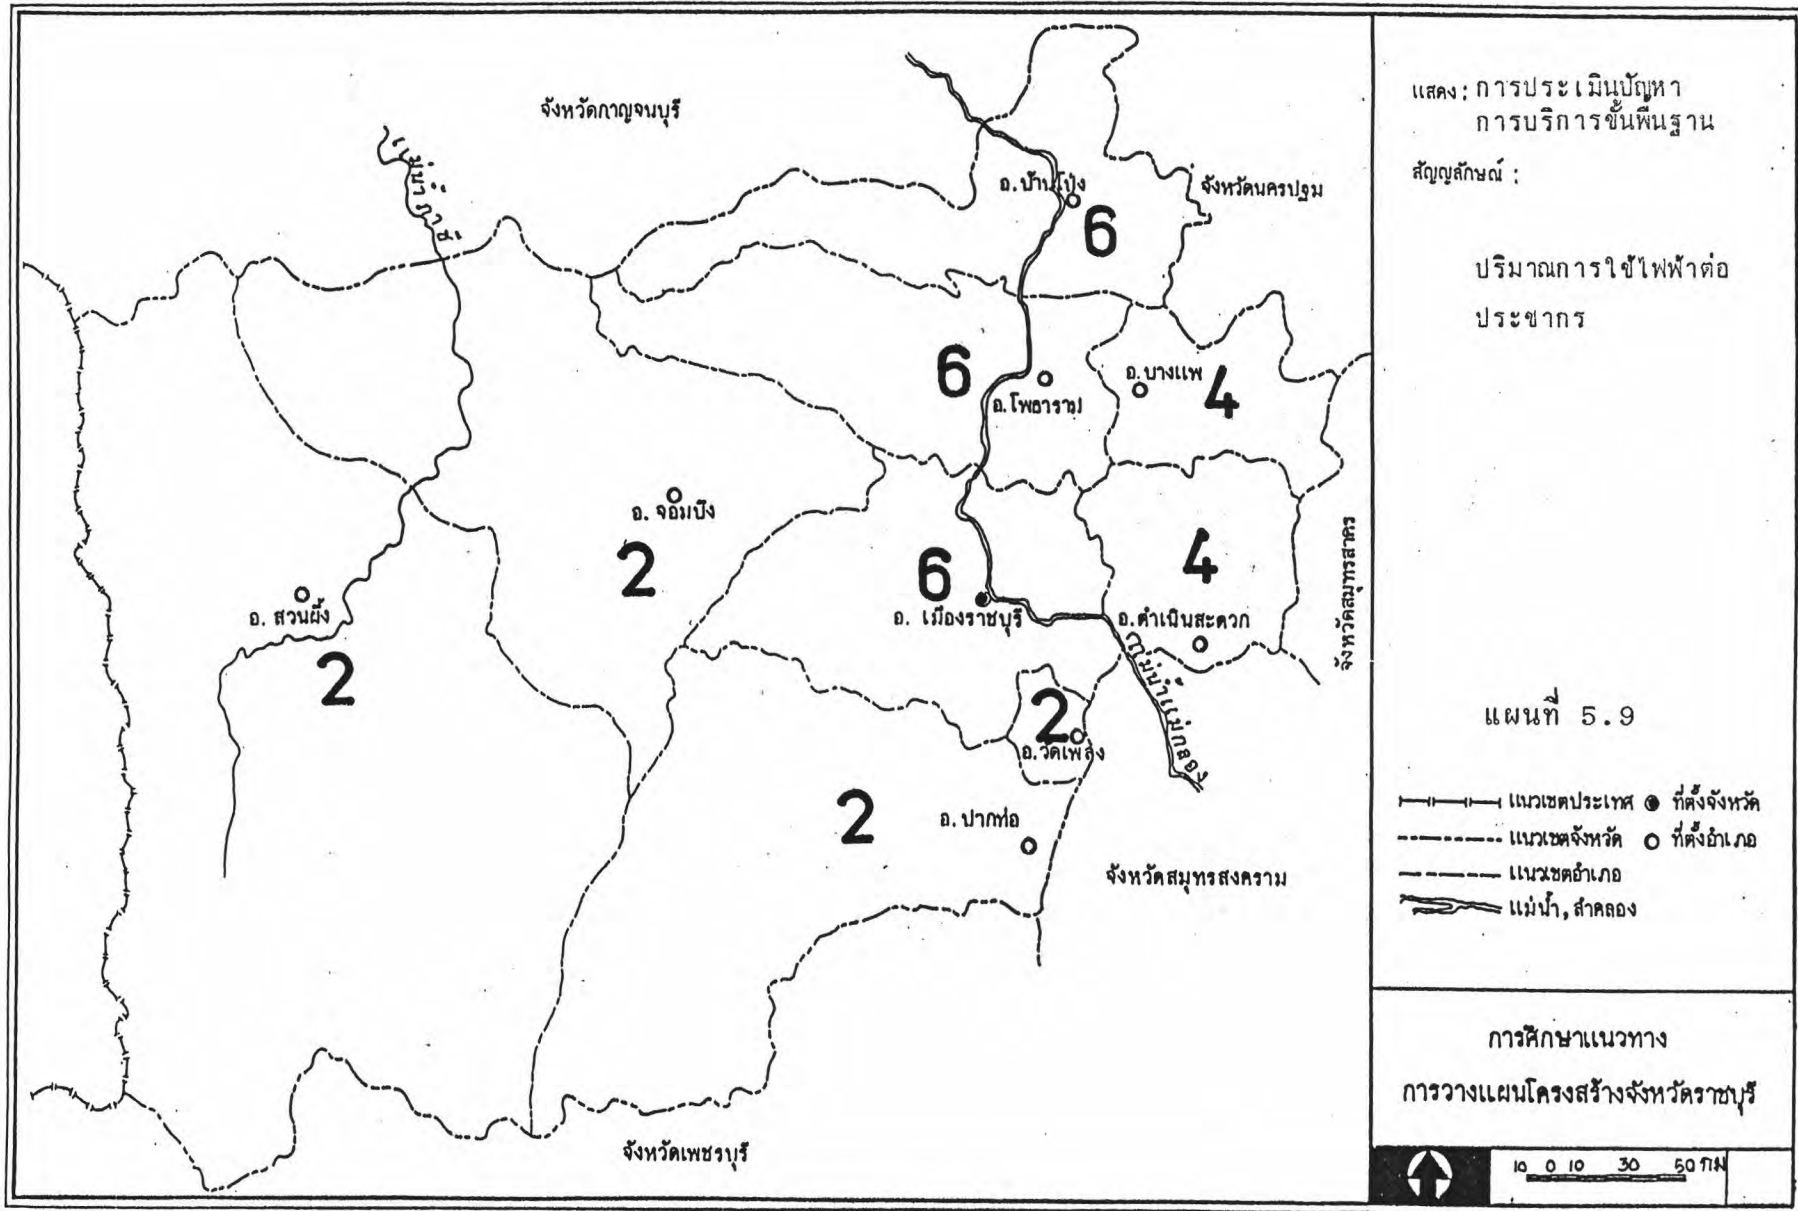 จังหวัดกาญจนบุรี
แม่น้ำภาชี
อ. บ้านโป่ง
จังหวัดนครปฐม
6
6
อ. บางแพ
4
อ. โพธาราม
อ. จอมบึง
2
6
4
อ. สวนผึ้ง
อ. เมืองราชบุรี
อ. ดำเนินสะดวก
จังหวัดสมุทรสาคร
2
แม่น้ำแม่กลอง
2
อ. วัดเพลง
2
อ. ปากท่อ
จังหวัดสมุทรสงคราม
จังหวัดเพชรบุรี
แสดง : การประเมินปัญหา
การบริการขั้นพื้นฐาน
สัญญลักษณ์ :
ปริมาณการใช้ไฟฟ้าต่อ
ประชากร
แผนที่ 5.9
แนวเขตประเทศ ที่ตั้งจังหวัด
แนวเขตจังหวัด ที่ตั้งอำเภอ
แนวเขตอำเภอ
แม่น้ำ, ลำคลอง
การศึกษาแนวทาง
การวางแผนโครงสร้างจังหวัดราชบุรี
10 0 10 30 50 กม